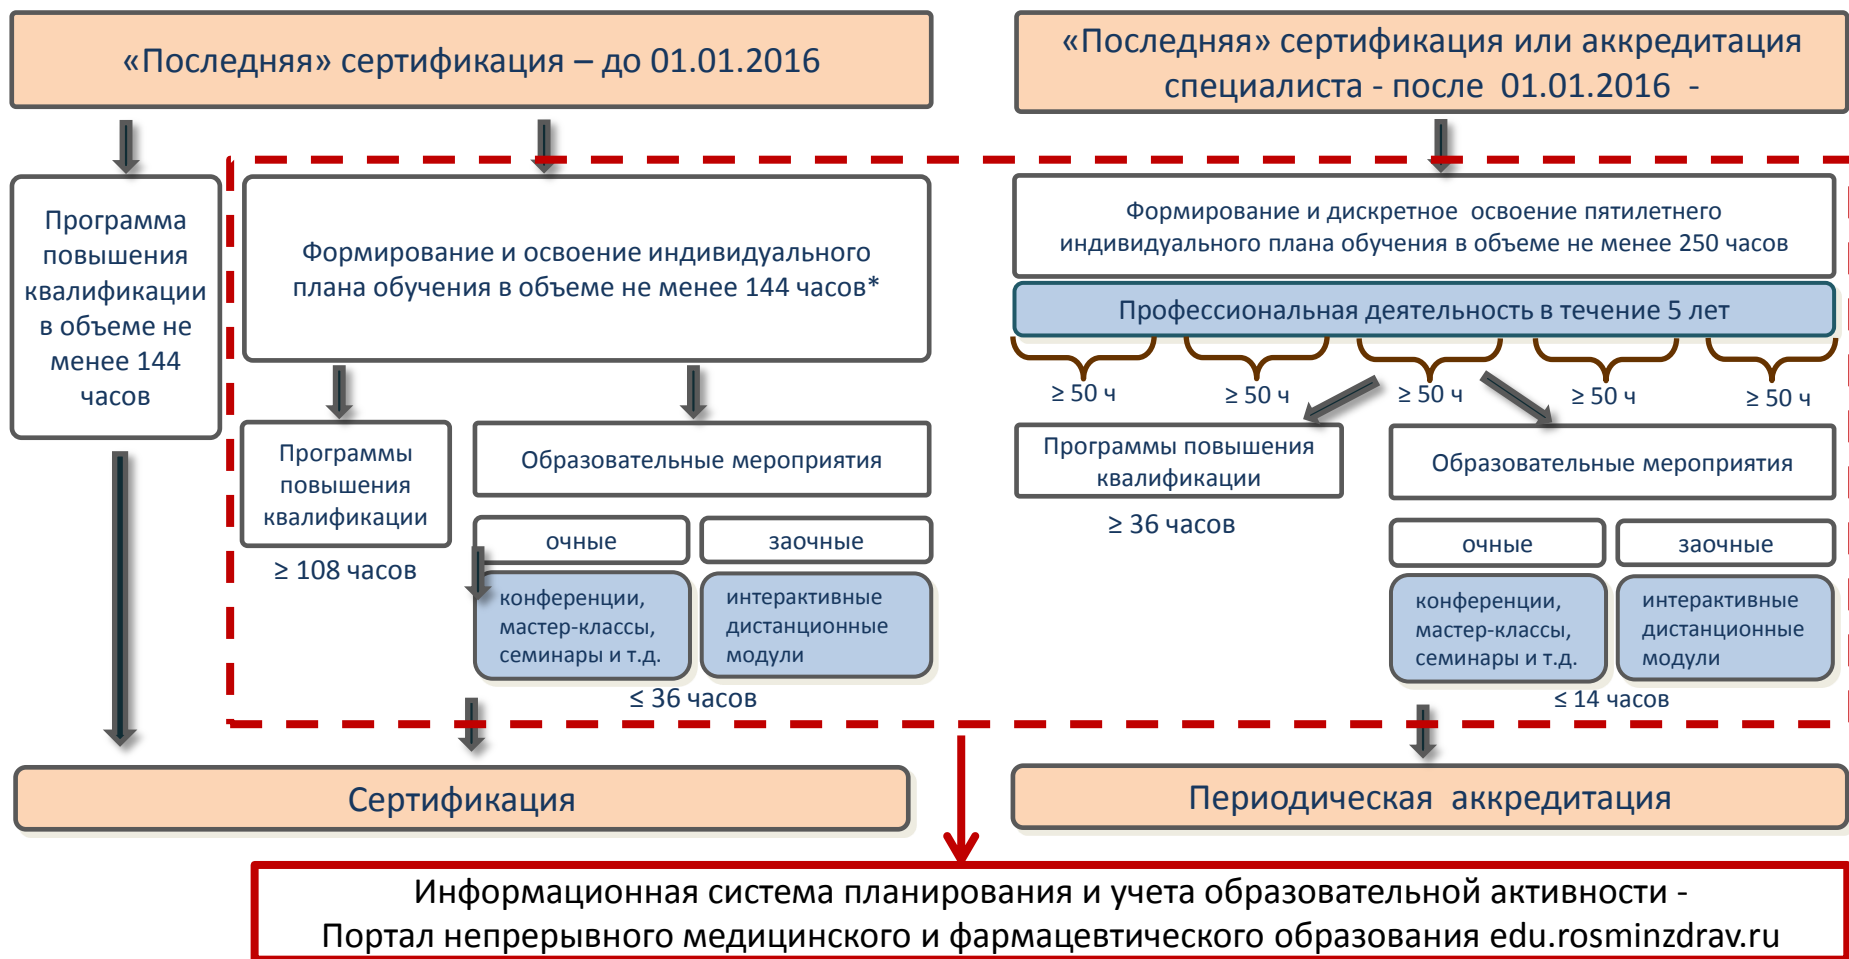 «Последняя» сертификация – до 01.01.2016
«Последняя» сертификация или аккредитация
специалиста - после 01.01.2016 -
Программа
повышения
квалификации
в объеме не
менее 144
часов
Формирование и освоение индивидуального
плана обучения в объеме не менее 144 часов*
Программы
повышения
квалификации
≥ 108 часов
Образовательные мероприятия
очные
заочные
конференции,
мастер-классы,
семинары и т.д.
интерактивные
дистанционные
модули
≤ 36 часов
Сертификация
Формирование и дискретное освоение пятилетнего
индивидуального плана обучения в объеме не менее 250 часов
Профессиональная деятельность в течение 5 лет
≥ 50 ч
≥ 50 ч
≥ 50 ч
≥ 50 ч
≥ 50 ч
Программы повышения
квалификации
≥ 36 часов
Образовательные мероприятия
очные
заочные
конференции,
мастер-классы,
семинары и т.д.
интерактивные
дистанционные
модули
≤ 14 часов
Периодическая аккредитация
Информационная система планирования и учета образовательной активности -
Портал непрерывного медицинского и фармацевтического образования edu.rosminzdrav.ru